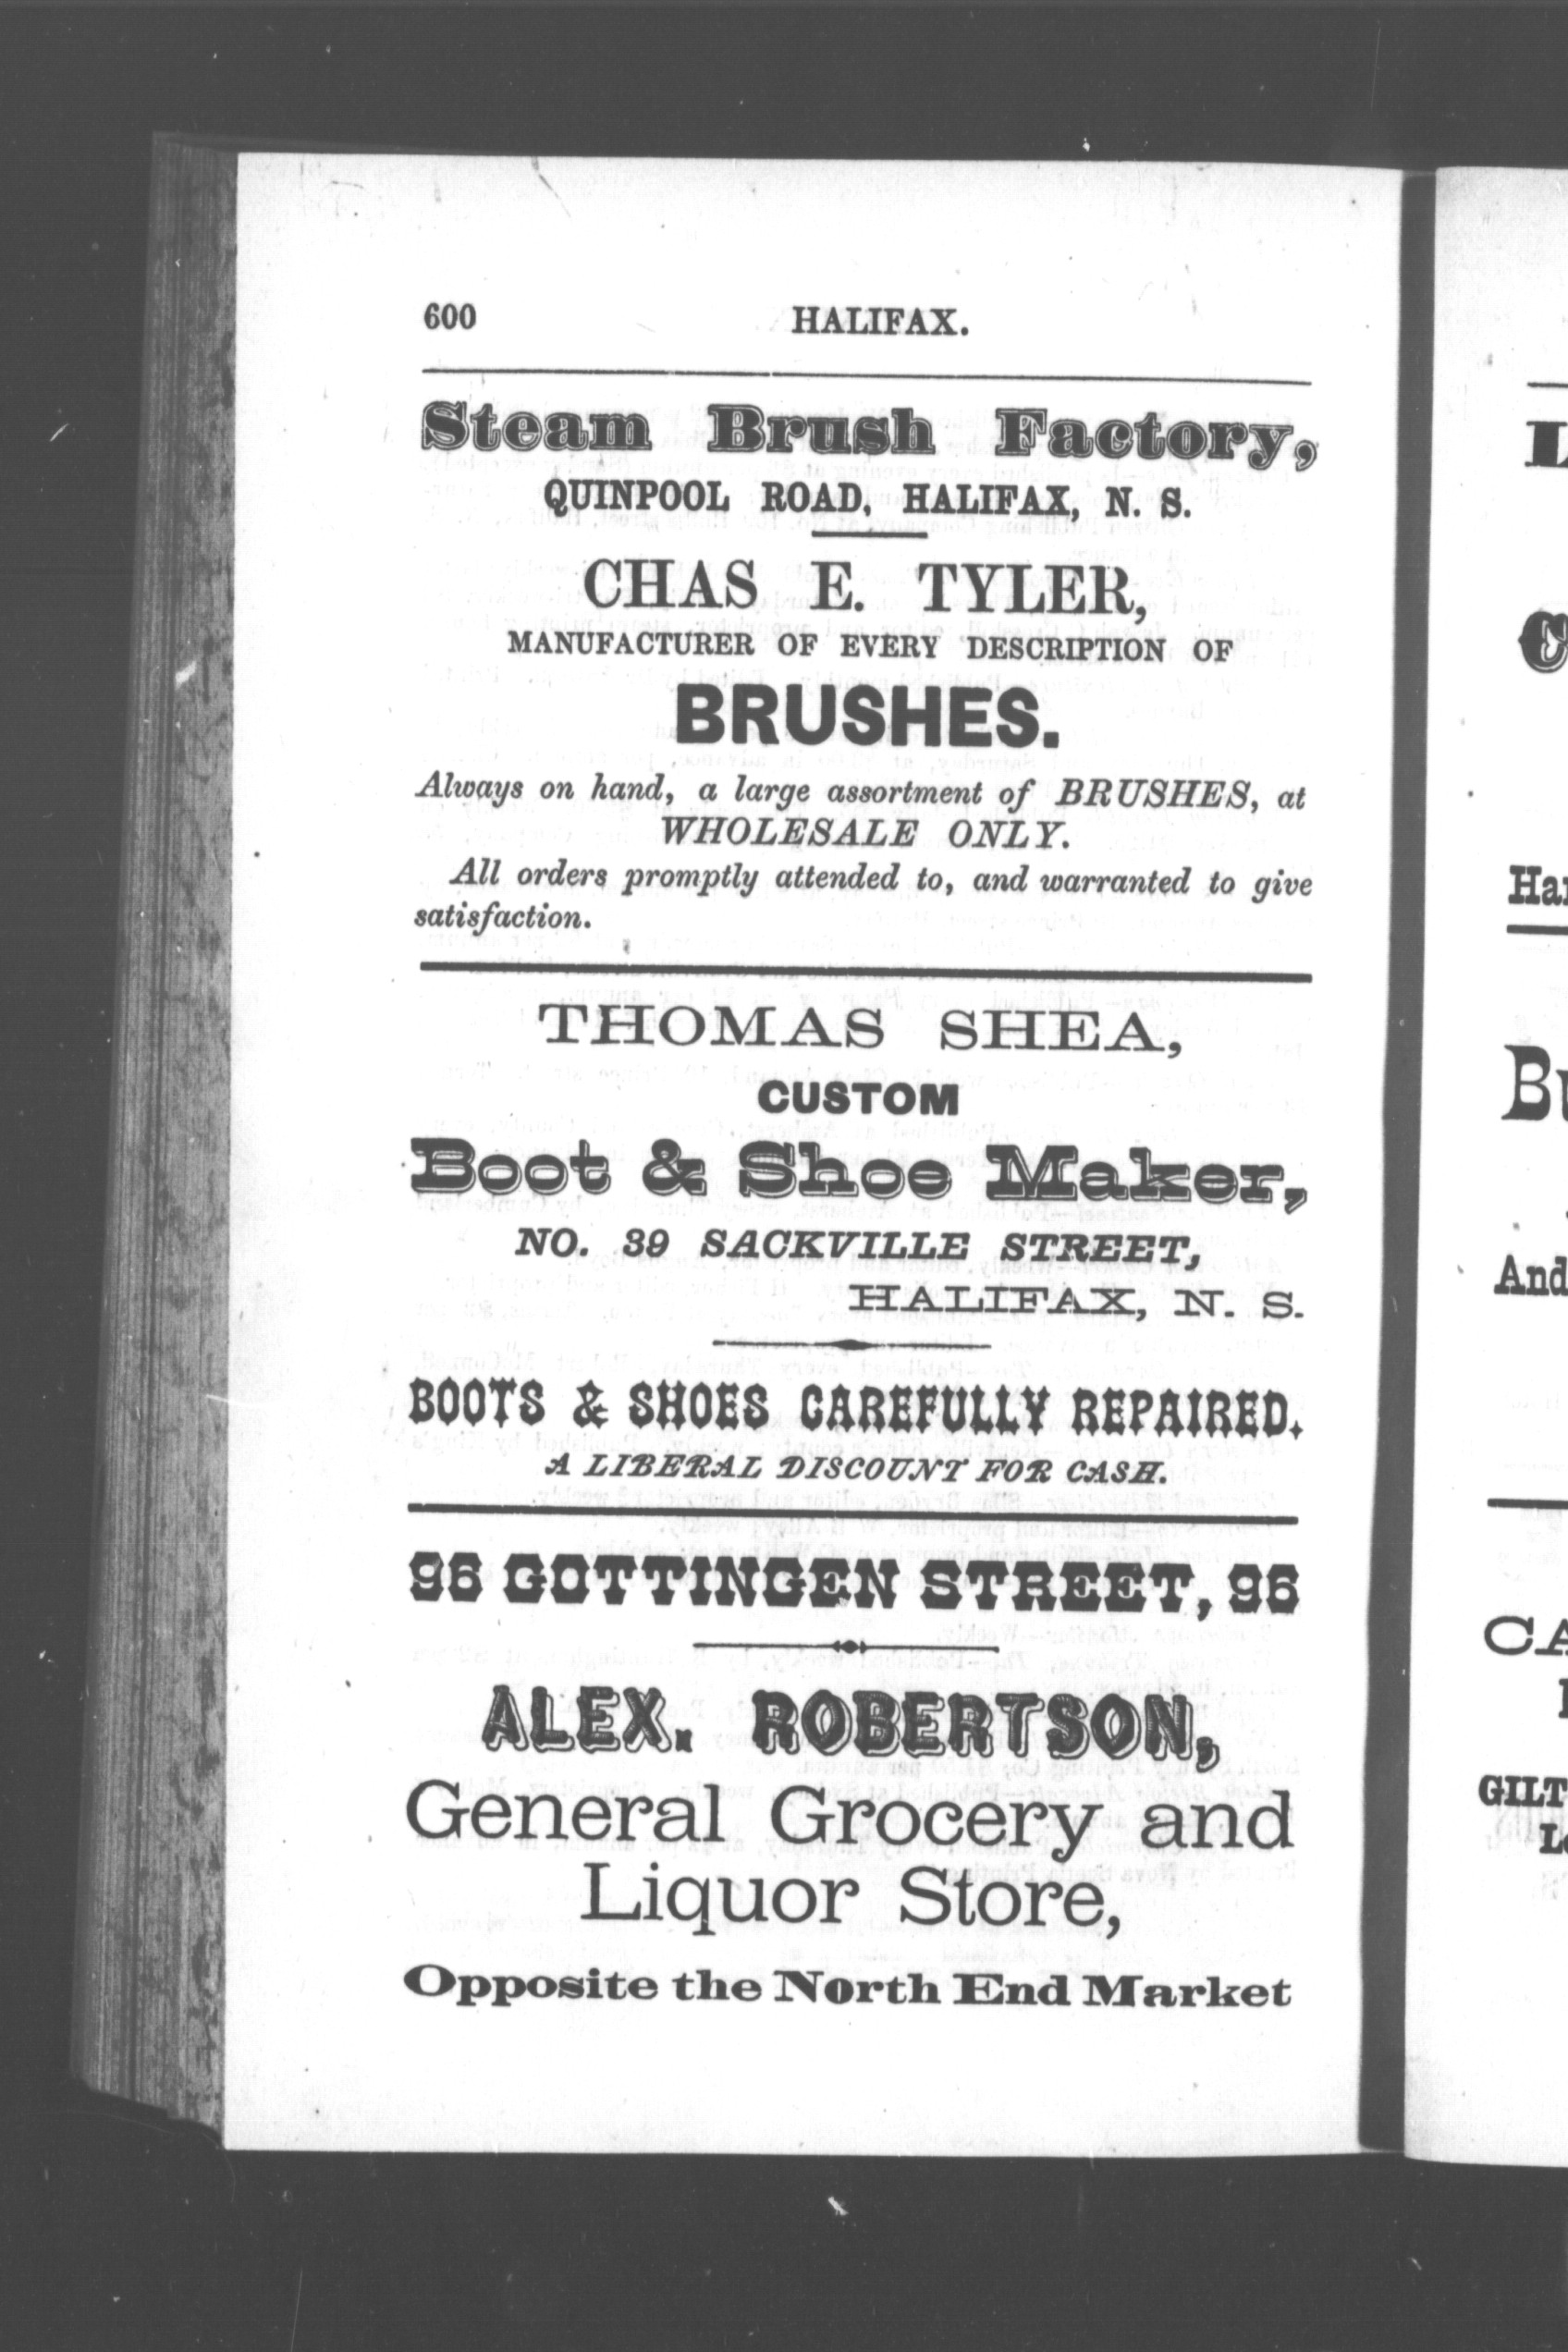 600 HALIFAX.
Steam Brush Factory,
QUINPOOL ROAD, HALIFAX, N. S.
CHAS E. TYLER,
MANUFACTURER OF EVERY DESCRIPTION OF
BRUSHES.
Always on hand, a large assortment of BRUSHES, at
WHOLESALE ONLY.
All orders promptly attended to, and warranted to give
satisfaction.
THOMAS SHEA,
CUSTOM
Boot & Shoe Maker,
NO. 39 SACKVILLE STREET,
HALIFAX, N. S.
BOOTS & SHOES CAREFULLY REPAIRED.
A LIBERAL DISCOUNT FOR CASH.
96 GOTTINGEN STREET, 96
ALEX. ROBERTSON,
General Grocery and
Liquor Store,
Opposite the North End Market
And
GILT